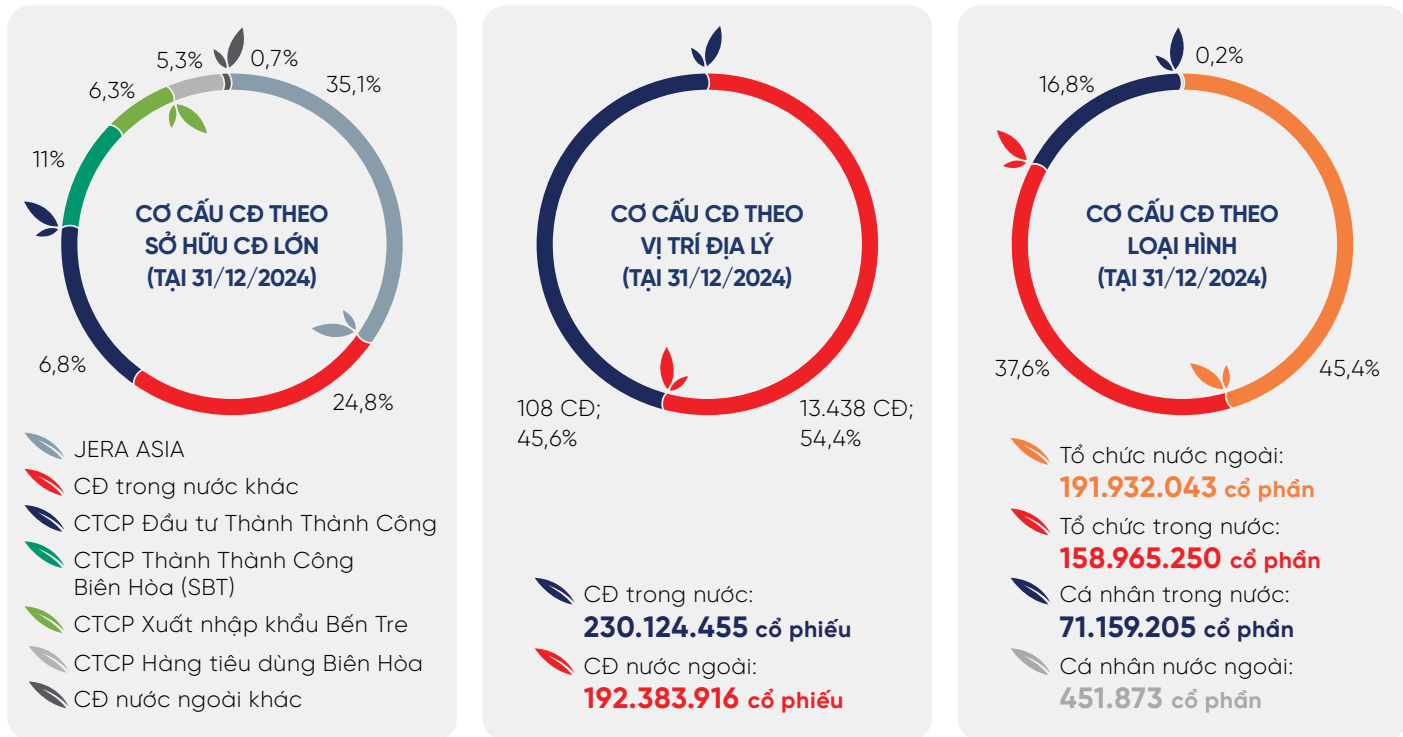 5,3%
0,7%
6,3%
35,1%
11%
CƠ CẤU CĐ THEO
SỞ HỮU CĐ LỚN
(TẠI 31/12/2024)
6,8%
24,8%
JERA ASIA
CĐ trong nước khác
CTCP Đầu tư Thành Thành Công
CTCP Thành Thành Công
Biên Hòa (SBT)
CTCP Xuất nhập khẩu Bến Tre
CTCP Hàng tiêu dùng Biên Hòa
CĐ nước ngoài khác
CƠ CẤU CĐ THEO
VỊ TRÍ ĐỊA LÝ
(TẠI 31/12/2024)
108 CĐ;
45,6%
13.438 CĐ;
54,4%
CĐ trong nước:
230.124.455 cổ phiếu
CĐ nước ngoài:
192.383.916 cổ phiếu
0,2%
16,8%
CƠ CẤU CĐ THEO
LOẠI HÌNH
(TẠI 31/12/2024)
37,6%
45,4%
Tổ chức nước ngoài:
191.932.043 cổ phần
Tổ chức trong nước:
158.965.250 cổ phần
Cá nhân trong nước:
71.159.205 cổ phần
Cá nhân nước ngoài:
451.873 cổ phần